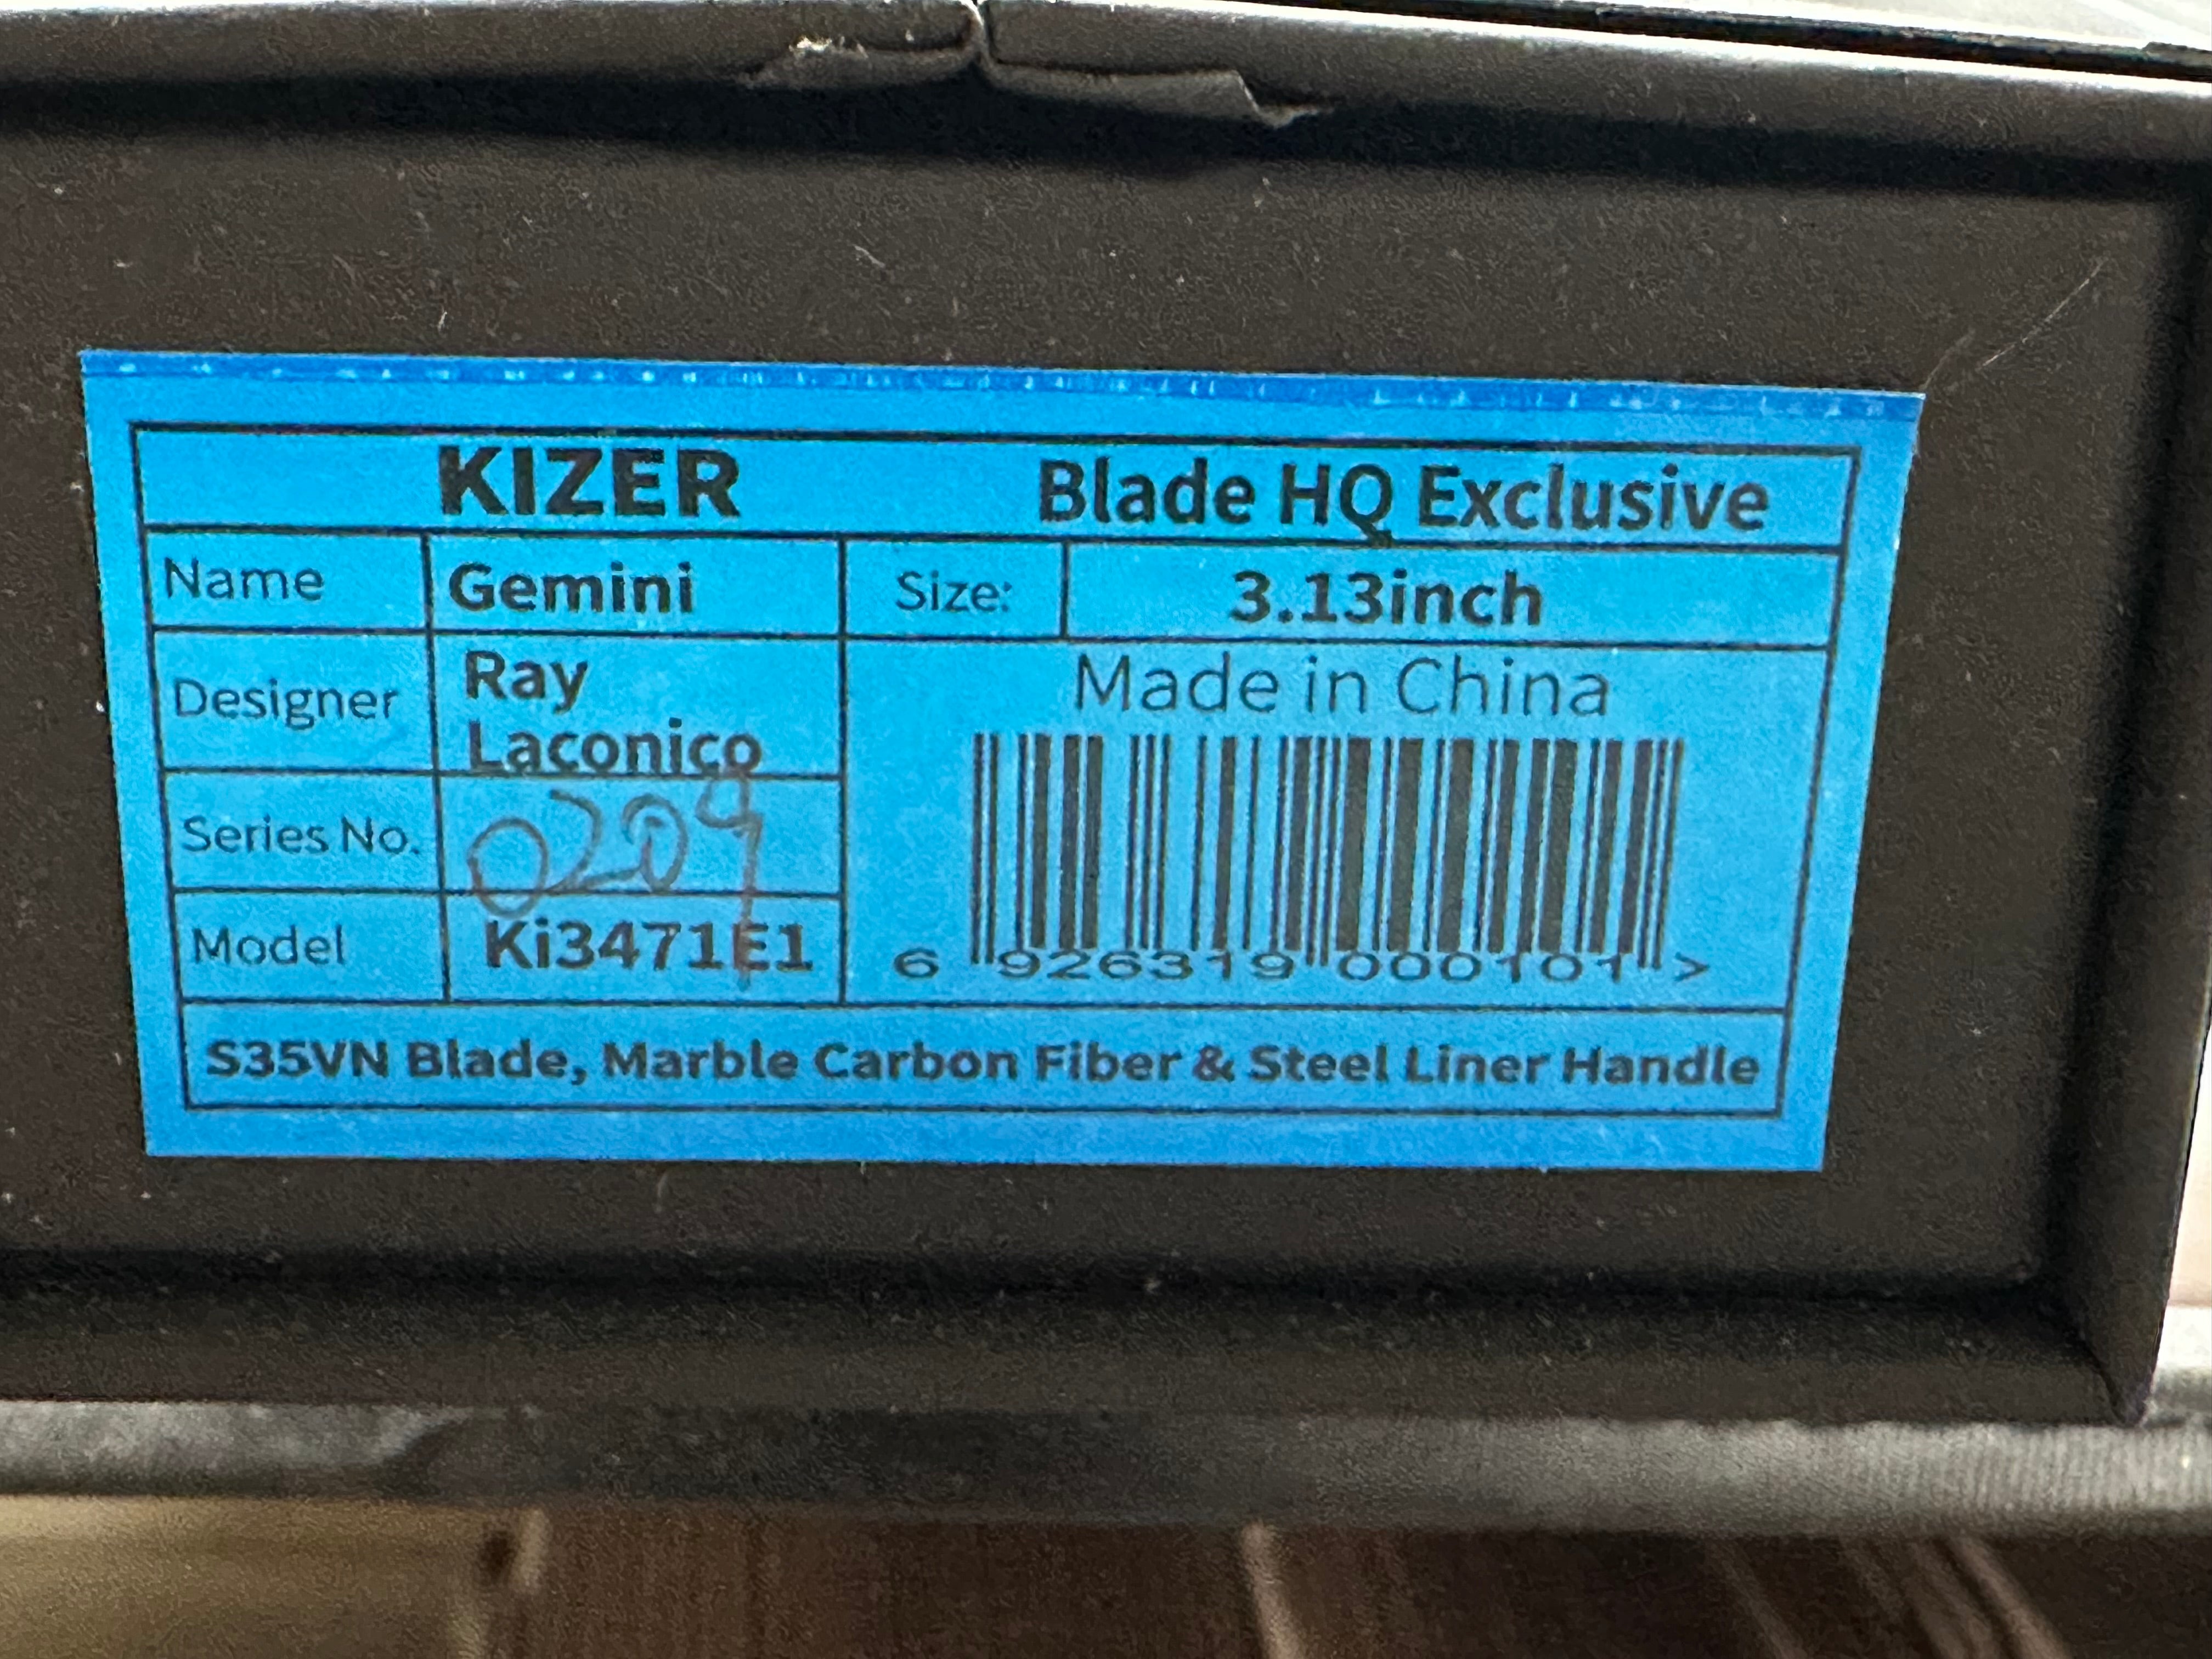 KIZER Blade HQ Exclusive
Name Gemini Size: 3.13inch
Designer Ray Laconico
Made in China
Series No. 0209
Model Ki3471E1
6 926319 000101 >
S35VN Blade, Marble Carbon Fiber & Steel Liner Handle